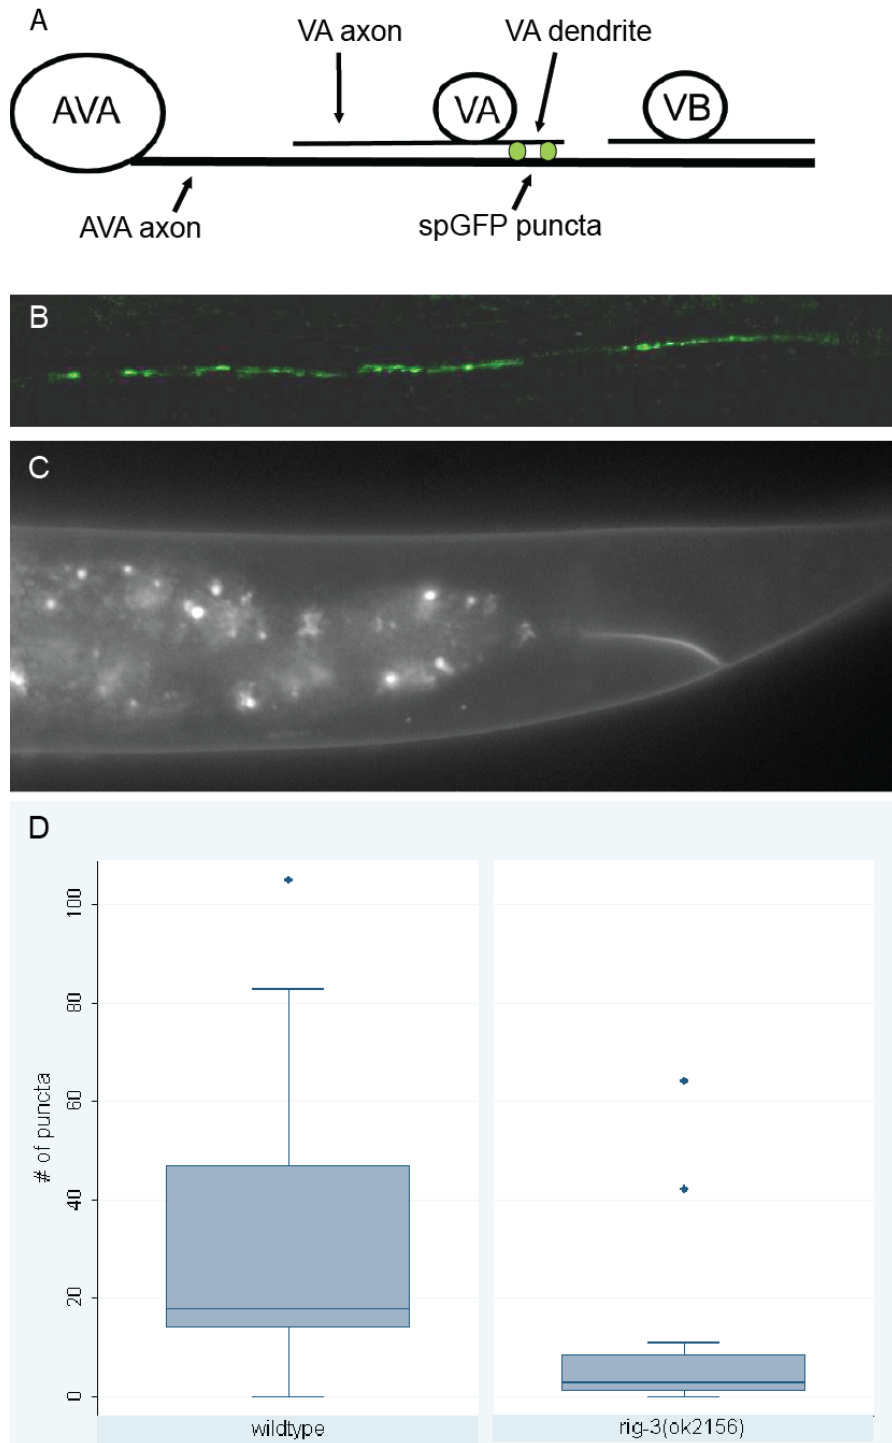 A
VA axon
VA dendrite
AVA
VA
VB
AVA axon
spGFP puncta
B
C
D
100
80
60
40
20
0
# of puncta
wildtype
rig-3(ok2156)